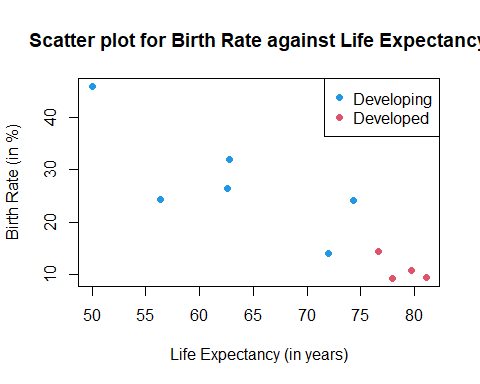 Scatter plot for Birth Rate against Life Expectancy
Developing
Developed
Birth Rate (in %)
40
30
20
10
50 55 60 65 70 75 80
Life Expectancy (in years)